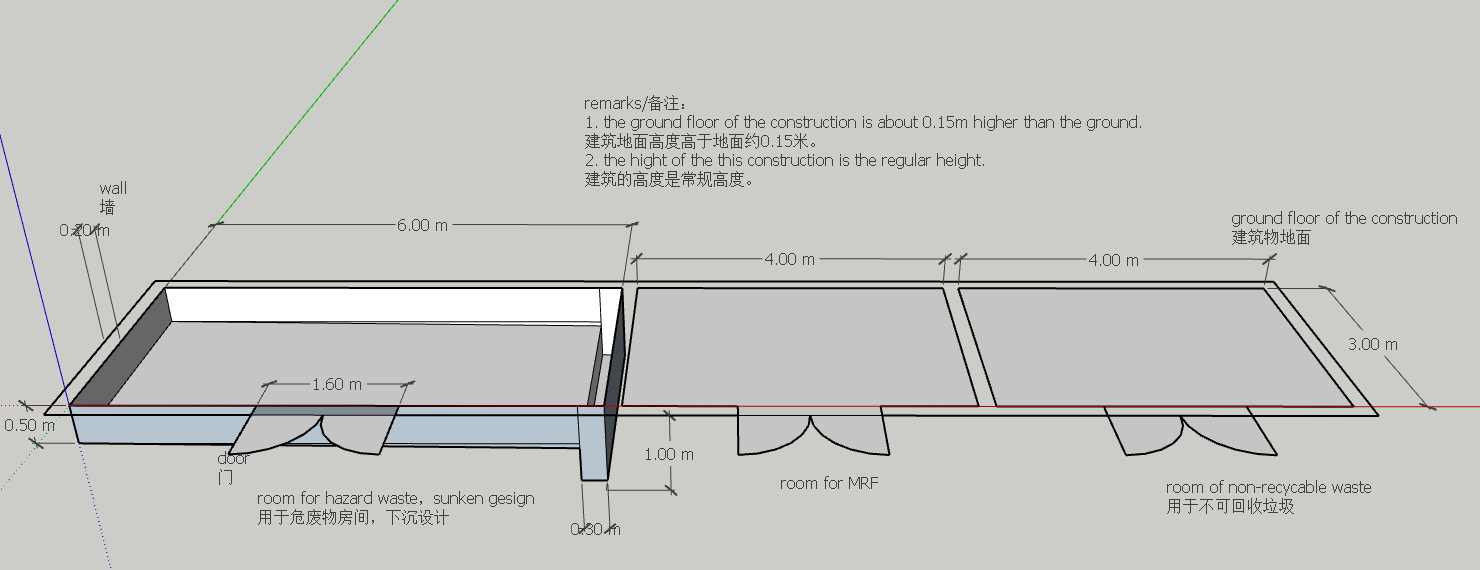 remarks/备注：
1. the ground floor of the construction is about 0.15m higher than the ground.
建筑地面高度高于地面约0.15米。
2. the hight of the this construction is the regular height.
建筑的高度是常规高度。
wall
墙
0.20 m
6.00 m
4.00 m
4.00 m
ground floor of the construction
建筑物地面
3.00 m
1.60 m
0.50 m
1.00 m
door
门
room for hazard waste，sunken gesign
用于危废物房间，下沉设计
0.30 m
room for MRF
room of non-recycable waste
用于不可回收垃圾